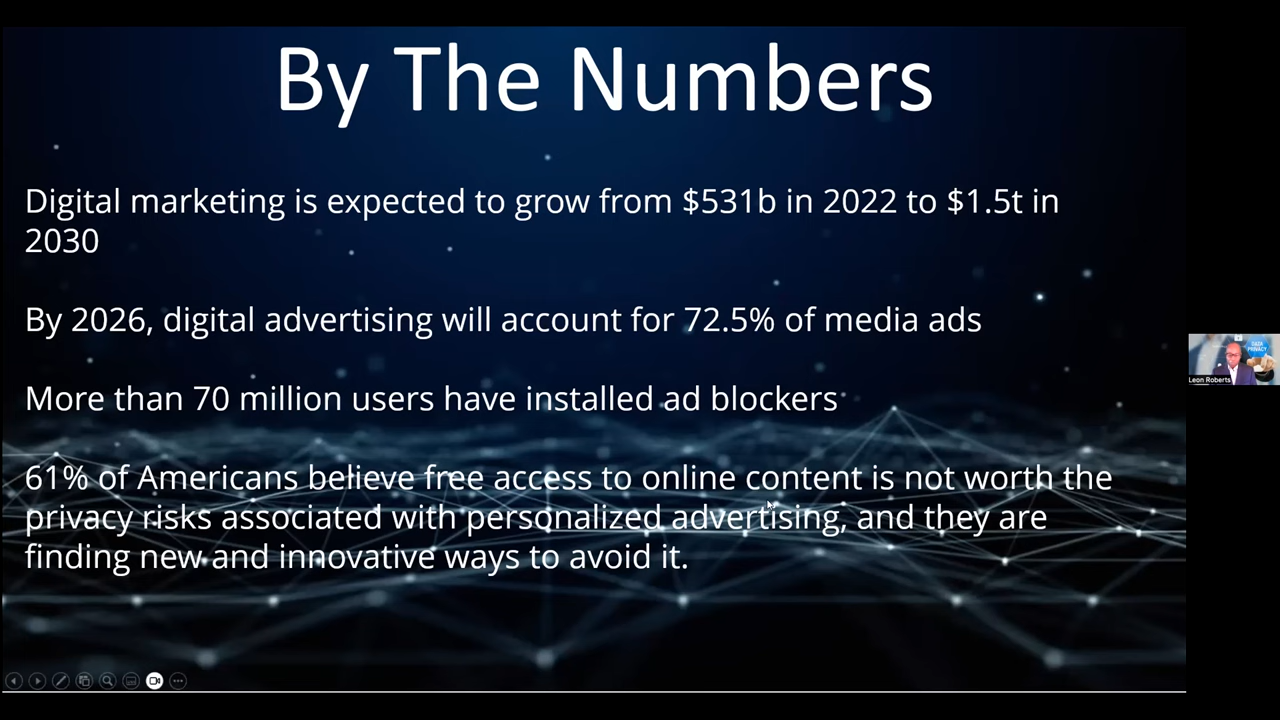 By The Numbers
Digital marketing is expected to grow from $531b in 2022 to $1.5t in
2030
By 2026, digital advertising will account for 72.5% of media ads
More than 70 million users have installed ad blockers
61% of Americans believe free access to online content is not worth the
privacy risks associated with personalized advertising, and they are
finding new and innovative ways to avoid it.
DATA
PRIVACY
Leon Roberts